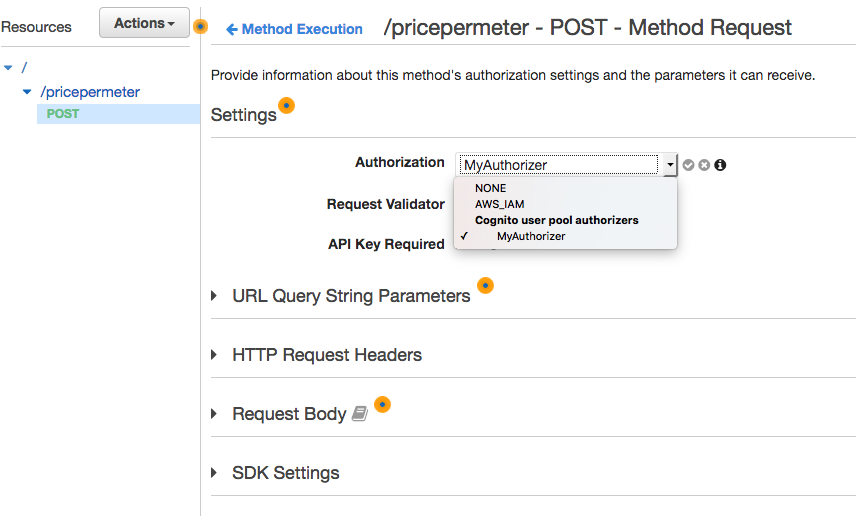 Resources
Actions
Method Execution
/pricepermeter - POST - Method Request
/
/pricepermeter
POST
Provide information about this method's authorization settings and the parameters it can receive.
Settings
Authorization
MyAuthorizer
NONE
AWS_IAM
Cognito user pool authorizers
✓ MyAuthorizer
Request Validator
API Key Required
URL Query String Parameters
HTTP Request Headers
Request Body
SDK Settings